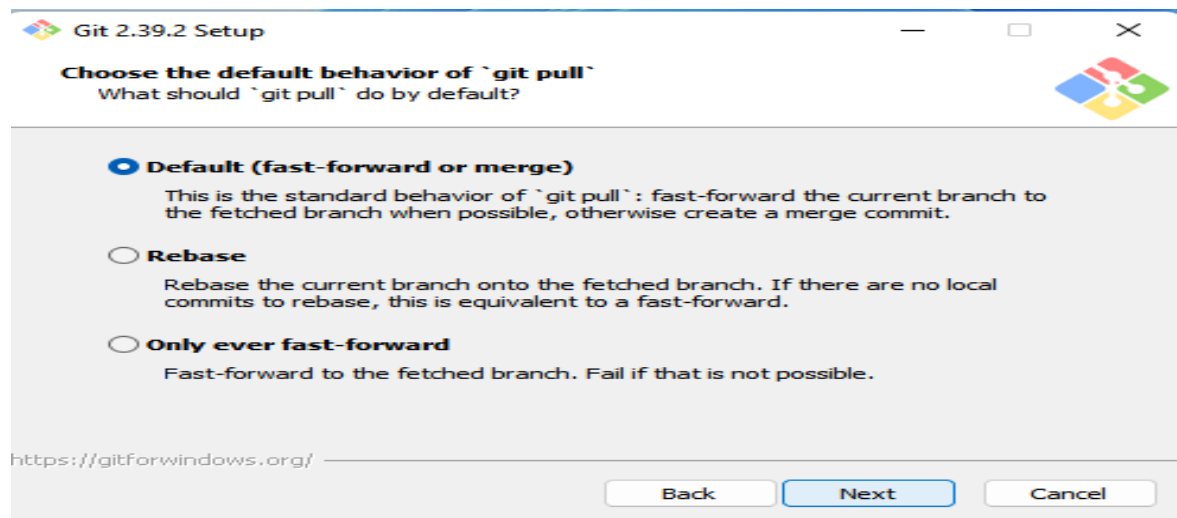 Git 2.39.2 Setup
Choose the default behavior of `git pull`
What should `git pull` do by default?
Default (fast-forward or merge)
This is the standard behavior of `git pull`: fast-forward the current branch to
the fetched branch when possible, otherwise create a merge commit.
Rebase
Rebase the current branch onto the fetched branch. If there are no local
commits to rebase, this is equivalent to a fast-forward.
Only ever fast-forward
Fast-forward to the fetched branch. Fail if that is not possible.
https://gitforwindows.org/
Back Next Cancel